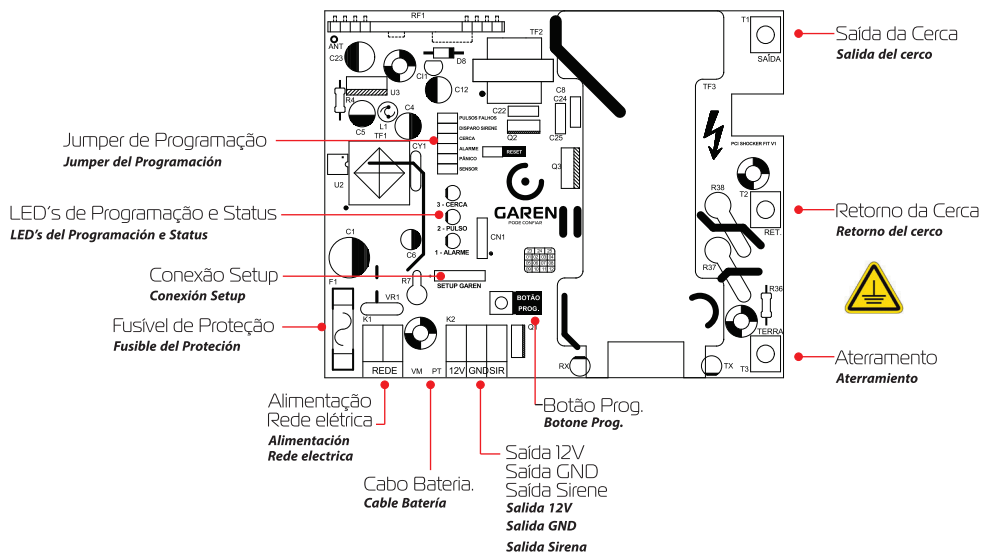 RF1
ANT
C23
D8
CI1
C12
U3
R4
C4
C5
L1
TF1
CY1
U2
C1
C6
F1
R7
VR1
K1
K2
REDE
VM
PT
12V
GND
SIR
TF2
C22
C8
C24
C25
Q2
Q3
PULSOS FALHOS
DISPARO SIRENE
CERCA
ALARME
PÂNICO
SENSOR
RESET
3 - CERCA
2 - PULSO
1 - ALARME
CN1
SETUP GAREN
BOTÃO
PROG.
GAREN
PODE CONFIAR
RX
TX
TF3
T1
SAÍDA
PCI SHOCKER FIT V1
R38
T2
RET.
R37
R36
TERRA
T3
Saída da Cerca
Salida del cerco
Jumper de Programação
Jumper del Programación
LED´s de Programação e Status
LED's del Programación e Status
Retorno da Cerca
Retorno del cerco
Conexão Setup
Conexión Setup
Fusível de Proteção
Fusible del Proteción
Aterramento
Aterramiento
Alimentação
Rede elétrica
Alimentación
Rede electrica
Botão Prog.
Botone Prog.
Cabo Bateria.
Cable Batería
Saída 12V
Saída GND
Saída Sirene
Salida 12V
Salida GND
Salida Sirena